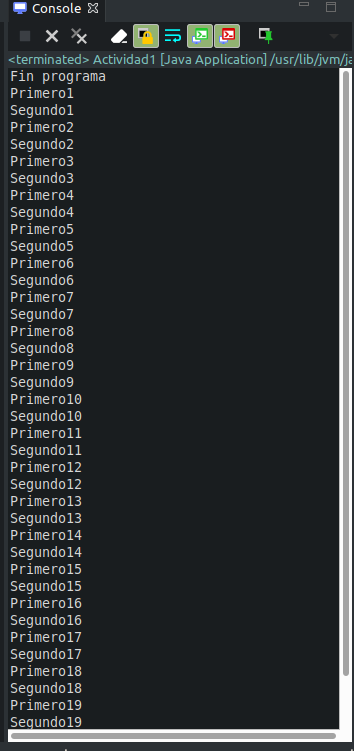 Console
<terminated> Actividad1 [Java Application] /usr/lib/jvm/ja
Fin programa
Primero1
Segundo1
Primero2
Segundo2
Primero3
Segundo3
Primero4
Segundo4
Primero5
Segundo5
Primero6
Segundo6
Primero7
Segundo7
Primero8
Segundo8
Primero9
Segundo9
Primero10
Segundo10
Primero11
Segundo11
Primero12
Segundo12
Primero13
Segundo13
Primero14
Segundo14
Primero15
Segundo15
Primero16
Segundo16
Primero17
Segundo17
Primero18
Segundo18
Primero19
Segundo19